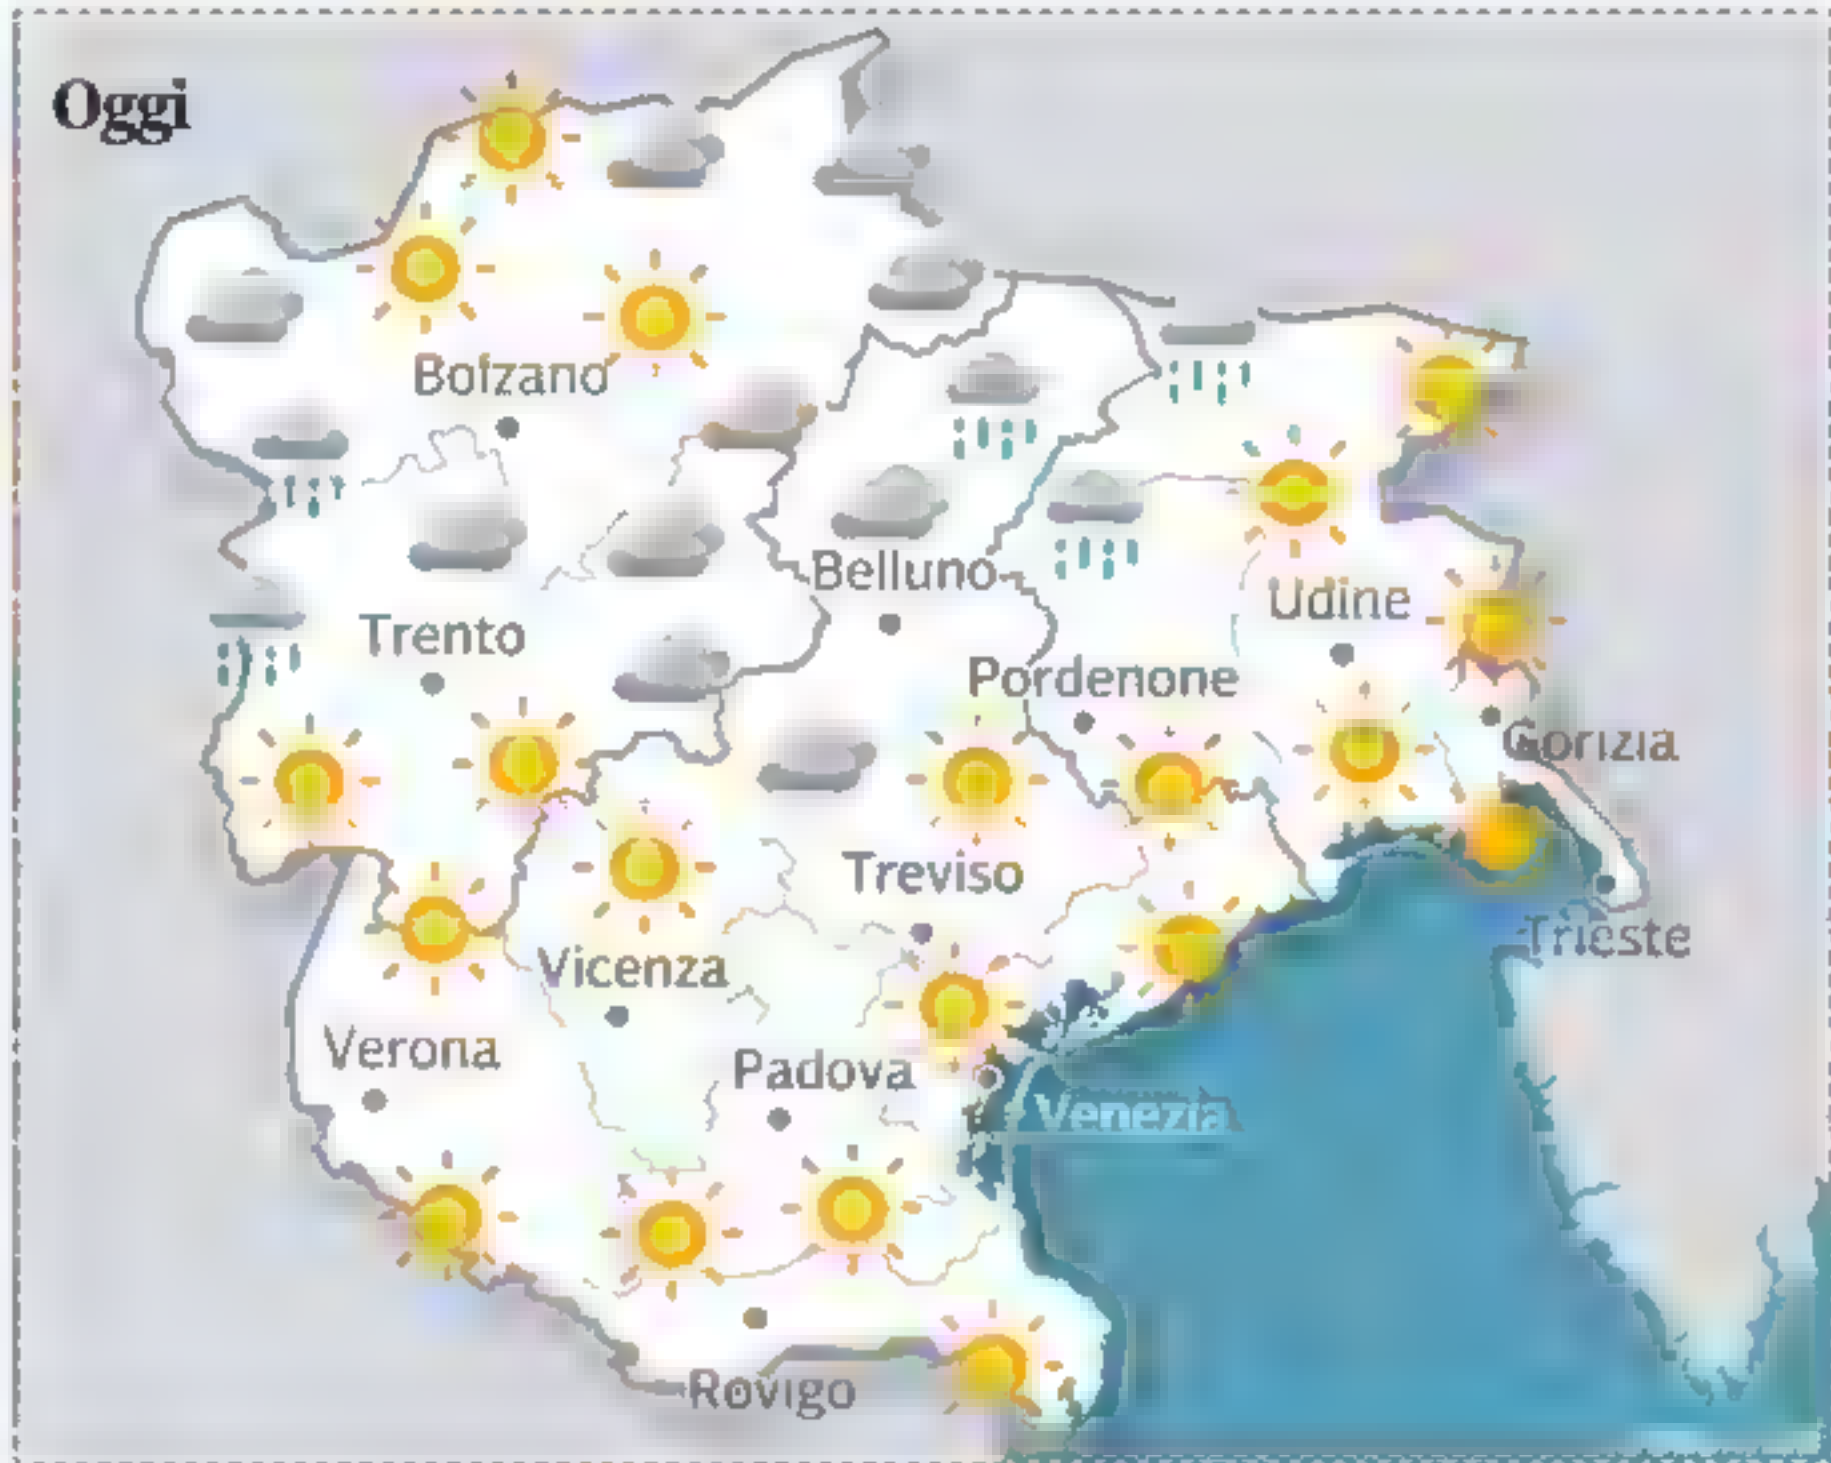 Oggi
Bolzano
Belluno
Udine
Trento
Pordenone
Gorizia
Treviso
Trieste
Vicenza
Verona
Padova
Venezia
Rovigo